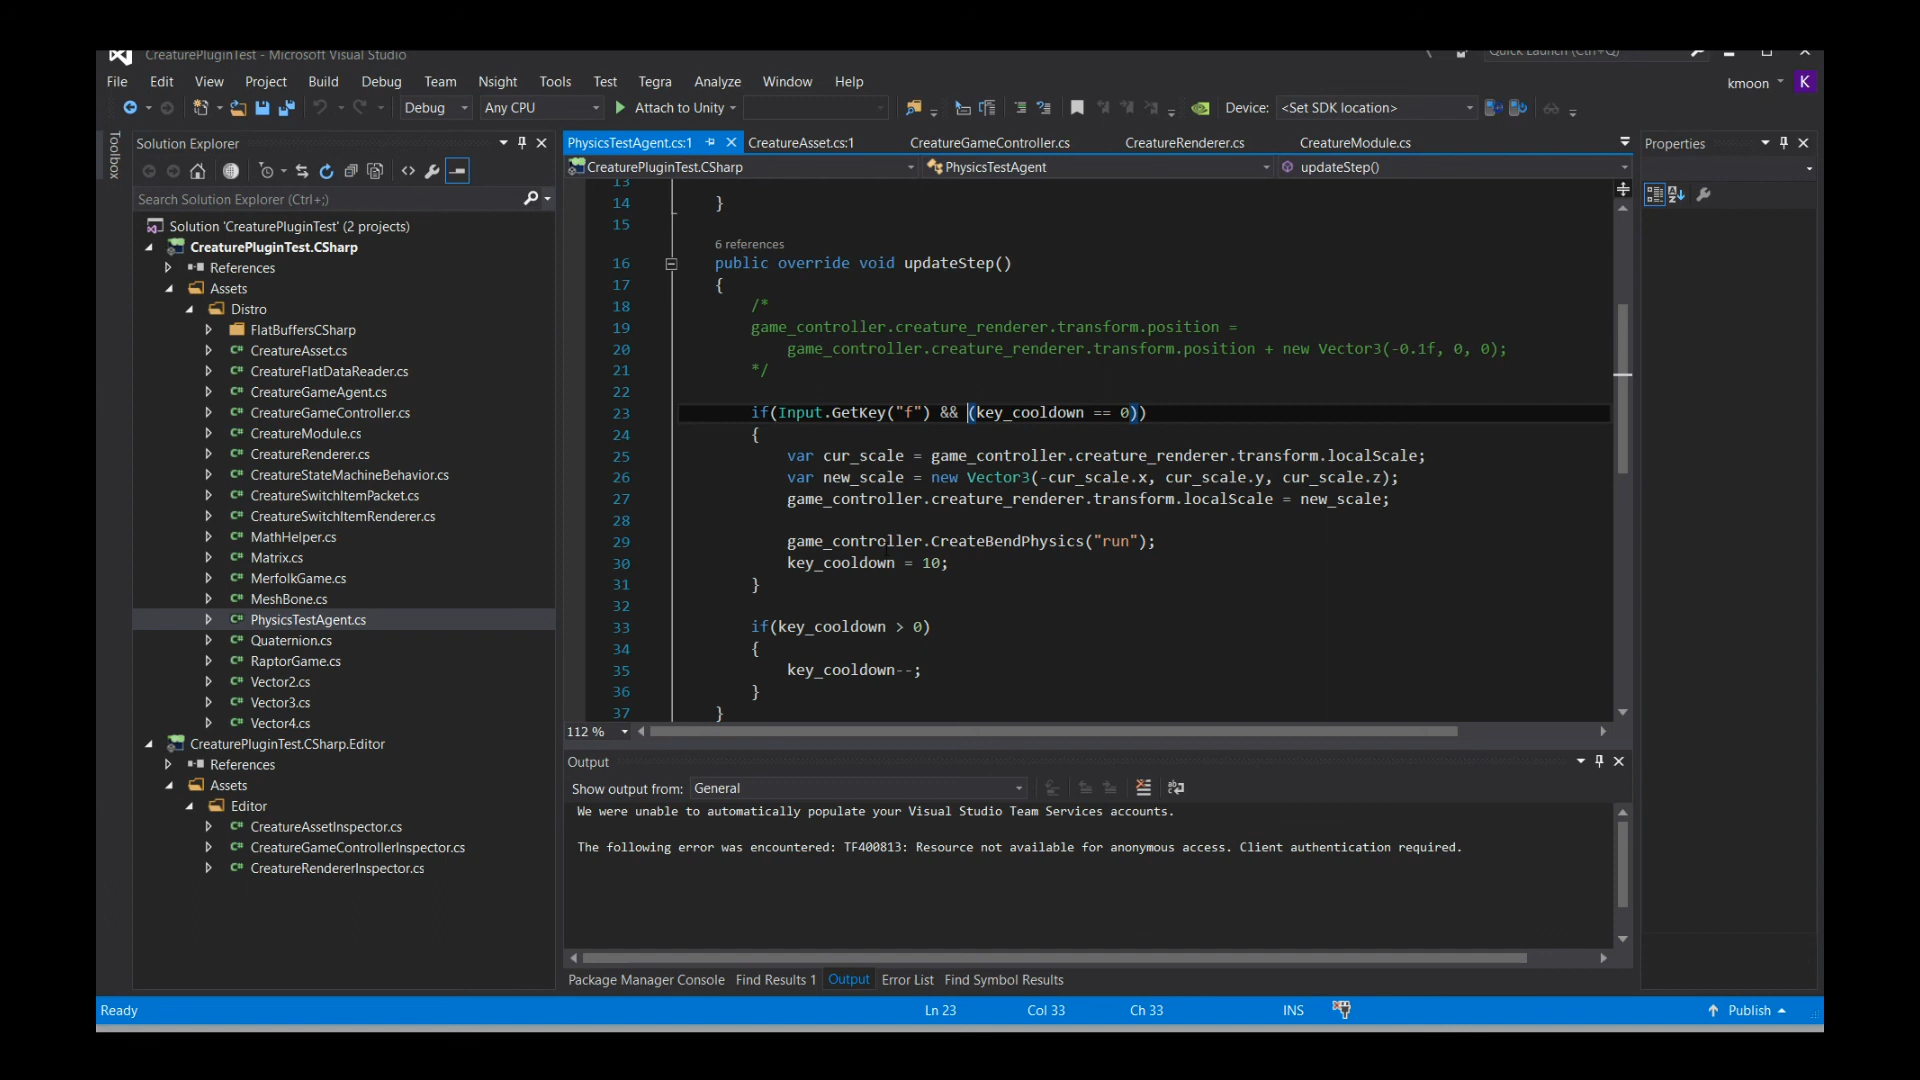 CreaturePluginTest - Microsoft Visual Studio
Quick Launch (Ctrl+Q)
File Edit View Project Build Debug Team Nsight Tools Test Tegra Analyze Window Help
kmoon K
Debug Any CPU Attach to Unity Device: <Set SDK location>
Toolbox
Solution Explorer
Search Solution Explorer (Ctrl+;)
Solution 'CreaturePluginTest' (2 projects)
CreaturePluginTest.CSharp
References
Assets
Distro
FlatBuffersCSharp
C# CreatureAsset.cs
C# CreatureFlatDataReader.cs
C# CreatureGameAgent.cs
C# CreatureGameController.cs
C# CreatureModule.cs
C# CreatureRenderer.cs
C# CreatureStateMachineBehavior.cs
C# CreatureSwitchItemPacket.cs
C# CreatureSwitchItemRenderer.cs
C# MathHelper.cs
C# Matrix.cs
C# MerfolkGame.cs
C# MeshBone.cs
C# PhysicsTestAgent.cs
C# Quaternion.cs
C# RaptorGame.cs
C# Vector2.cs
C# Vector3.cs
C# Vector4.cs
CreaturePluginTest.CSharp.Editor
References
Assets
Editor
C# CreatureAssetInspector.cs
C# CreatureGameControllerInspector.cs
C# CreatureRendererInspector.cs
PhysicsTestAgent.cs:1 CreatureAsset.cs:1 CreatureGameController.cs CreatureRenderer.cs CreatureModule.cs
CreaturePluginTest.CSharp PhysicsTestAgent updateStep()
13
14 }
15
6 references
16 public override void updateStep()
17 {
18 /*
19 game_controller.creature_renderer.transform.position =
20 game_controller.creature_renderer.transform.position + new Vector3(-0.1f, 0, 0);
21 */
22
23 if(Input.GetKey("f") && (key_cooldown == 0))
24 {
25 var cur_scale = game_controller.creature_renderer.transform.localScale;
26 var new_scale = new Vector3(-cur_scale.x, cur_scale.y, cur_scale.z);
27 game_controller.creature_renderer.transform.localScale = new_scale;
28
29 game_controller.CreateBendPhysics("run");
30 key_cooldown = 10;
31 }
32
33 if(key_cooldown > 0)
34 {
35 key_cooldown--;
36 }
37 }
112 %
Output
Show output from: General
We were unable to automatically populate your Visual Studio Team Services accounts.
The following error was encountered: TF400813: Resource not available for anonymous access. Client authentication required.
Package Manager Console Find Results 1 Output Error List Find Symbol Results
Properties
Ready Ln 23 Col 33 Ch 33 INS Publish